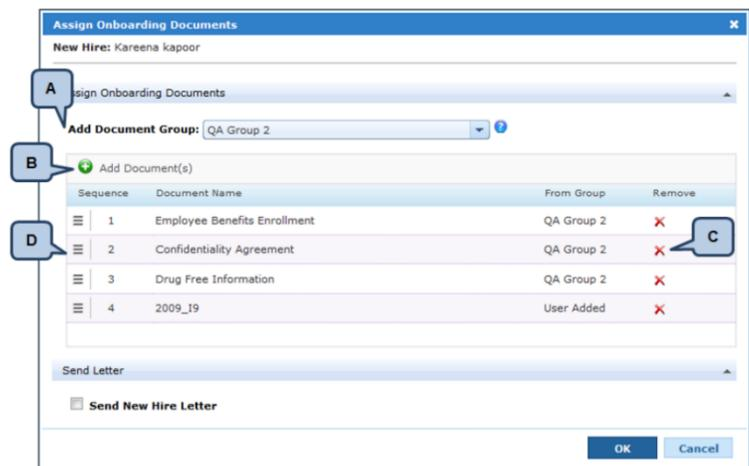 Assign Onboarding Documents
New Hire: Kareena kapoor
A
ssign Onboarding Documents
Add Document Group: QA Group 2
B
Add Document(s)
Sequence Document Name From Group Remove
1 Employee Benefits Enrollment QA Group 2
D
2 Confidentiality Agreement QA Group 2
C
3 Drug Free Information QA Group 2
4 2009_I9 User Added
Send Letter
Send New Hire Letter
OK Cancel